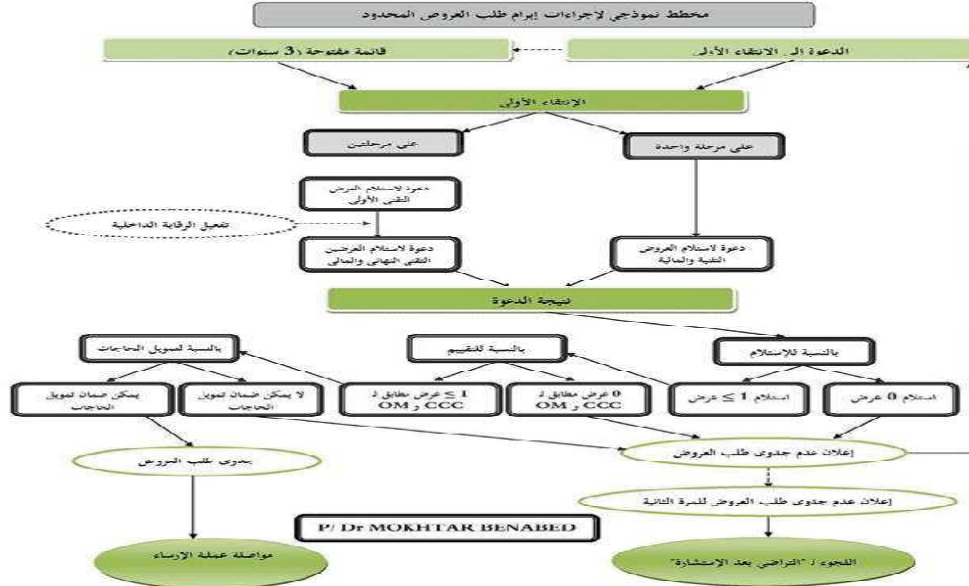 مخطط نموذجي لإجراءات إبرام طلب العروض المحدود
الدعوة إلى الانتقاء الأولي
قائمة مفتوحة (3 سنوات)
الإنتقاء الأولي
على مرحلة واحدة
على مرحلتين
دعوة لاستلام العرض
التقني الأولي
تفعيل الرقابة الداخلية
دعوة لاستلام العروض
التقنية والمالية
دعوة لاستلام العرضين
التقني النهائي والمالي
نتيجة الدعوة
بالنسبة للإستلام
بالنسبة للتقييم
بالنسبة لتمويل الحاجات
استلام 0 عرض
استلام 1 ≥ عرض
0 عرض مطابق لـ
CCC و OM
1 ≥ عرض مطابق لـ
CCC و OM
لا يمكن ضمان تمويل
الحاجات
يمكن ضمان تمويل
الحاجات
إعلان عدم جدوى طلب العروض
جدوى طلب العروض
إعلان عدم جدوى طلب العروض للمرة الثانية
P/ Dr MOKHTAR BENABED
اللجوء لـ "التراضي بعد الإستشارة"
مواصلة عملية الإرساء